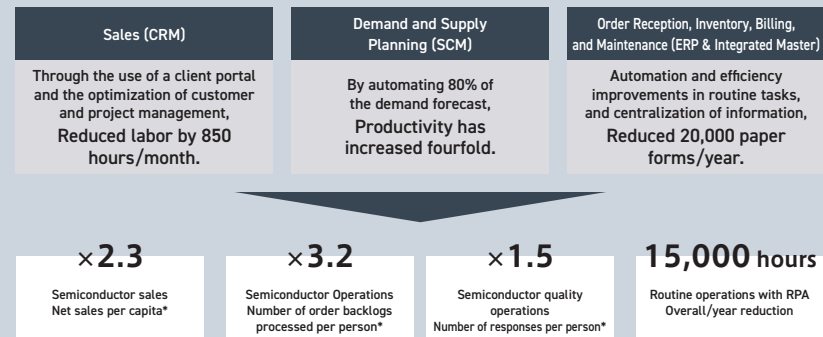 Sales (CRM)
Through the use of a client portal
and the optimization of customer
and project management,
Reduced labor by 850
hours/month.
Demand and Supply
Planning (SCM)
By automating 80% of
the demand forecast,
Productivity has
increased fourfold.
Order Reception, Inventory, Billing,
and Maintenance (ERP & Integrated Master)
Automation and efficiency
improvements in routine tasks,
and centralization of information,
Reduced 20,000 paper
forms/year.
×2.3
Semiconductor sales
Net sales per capita*
×3.2
Semiconductor Operations
Number of order backlogs
processed per person*
×1.5
Semiconductor quality
operations
Number of responses per person*
15,000 hours
Routine operations with RPA
Overall/year reduction